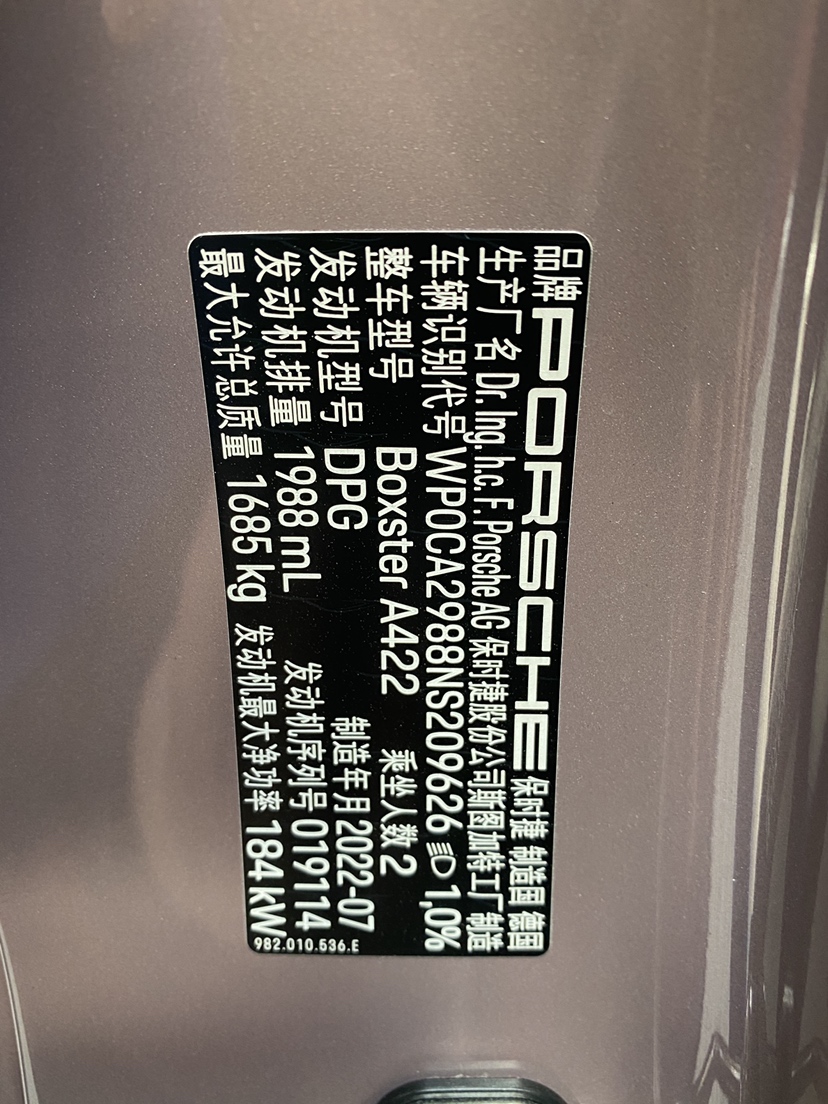 品牌 PORSCHE 保时捷 制造国 德国
生产厂名 Dr. Ing. h.c. F. Porsche AG 保时捷股份公司斯图加特工厂制造
车辆识别代号 WP0CA2988NS209626 1,0%
整车型号 Boxster A422 乘坐人数 2
发动机型号 DPG 制造年月 2022-07
发动机排量 1988 mL 发动机序列号 019114
最大允许总质量 1685 kg 发动机最大净功率 184 kW
982.010.536.E